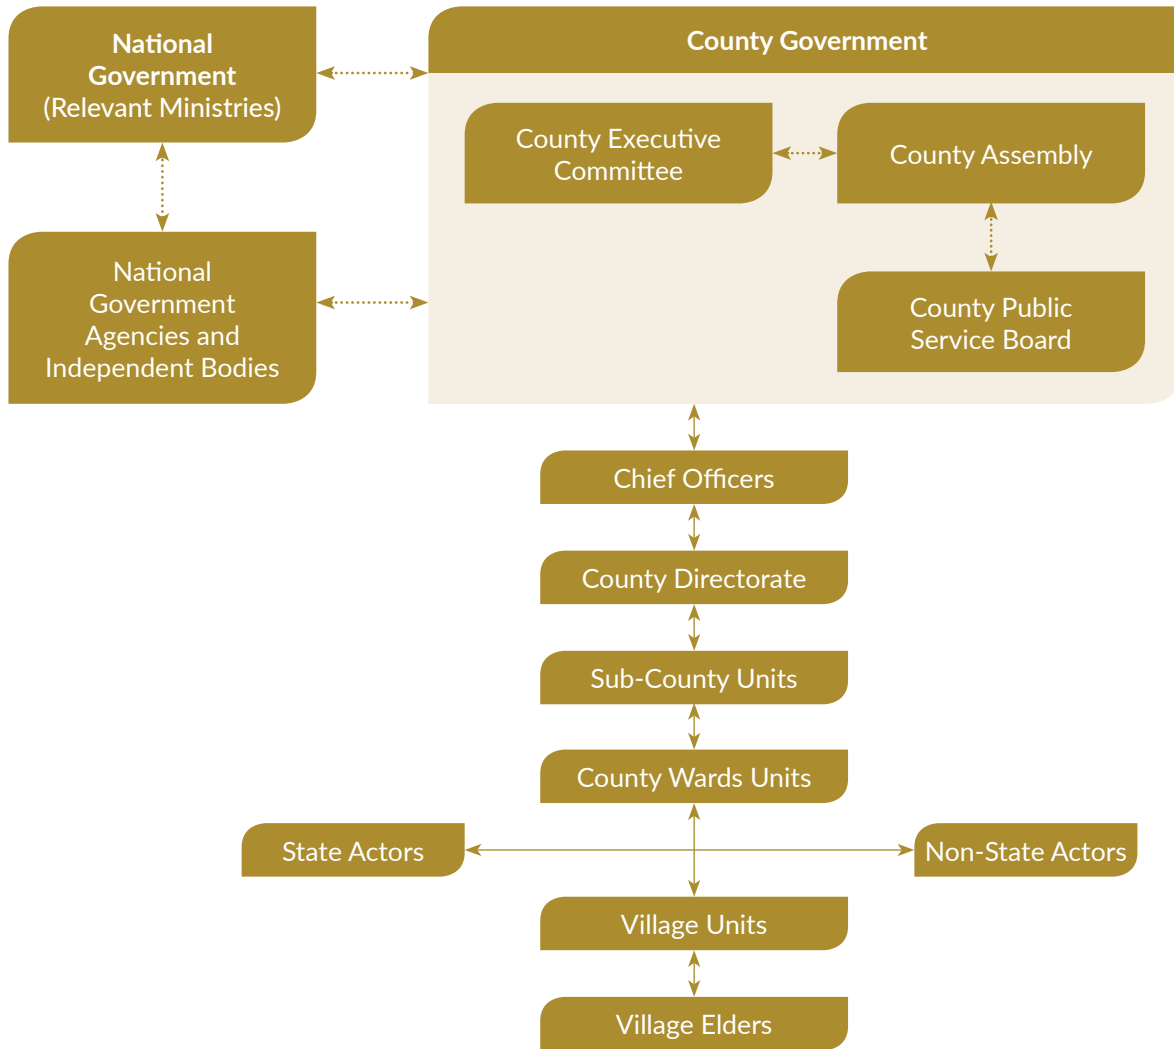 National
Government
(Relevant Ministries)
County Government
County Executive
Committee
County Assembly
National
Government
Agencies and
Independent Bodies
County Public
Service Board
Chief Officers
County Directorate
Sub-County Units
County Wards Units
State Actors
Non-State Actors
Village Units
Village Elders